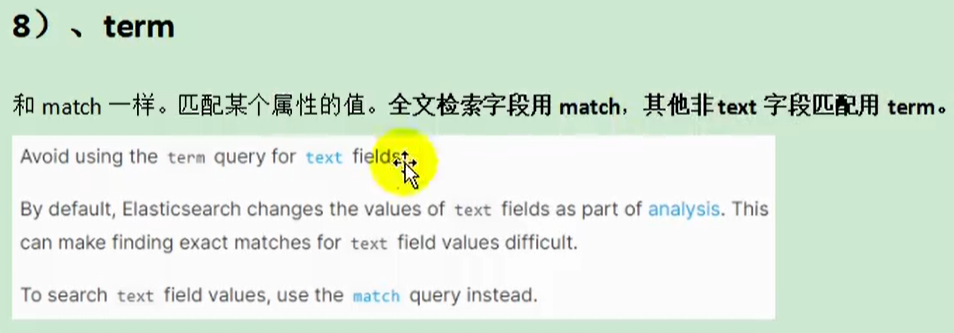 8）、term
和 match 一样。匹配某个属性的值。全文检索字段用 match，其他非 text 字段匹配用 term。
Avoid using the term query for text fields.
By default, Elasticsearch changes the values of text fields as part of analysis. This
can make finding exact matches for text field values difficult.
To search text field values, use the match query instead.